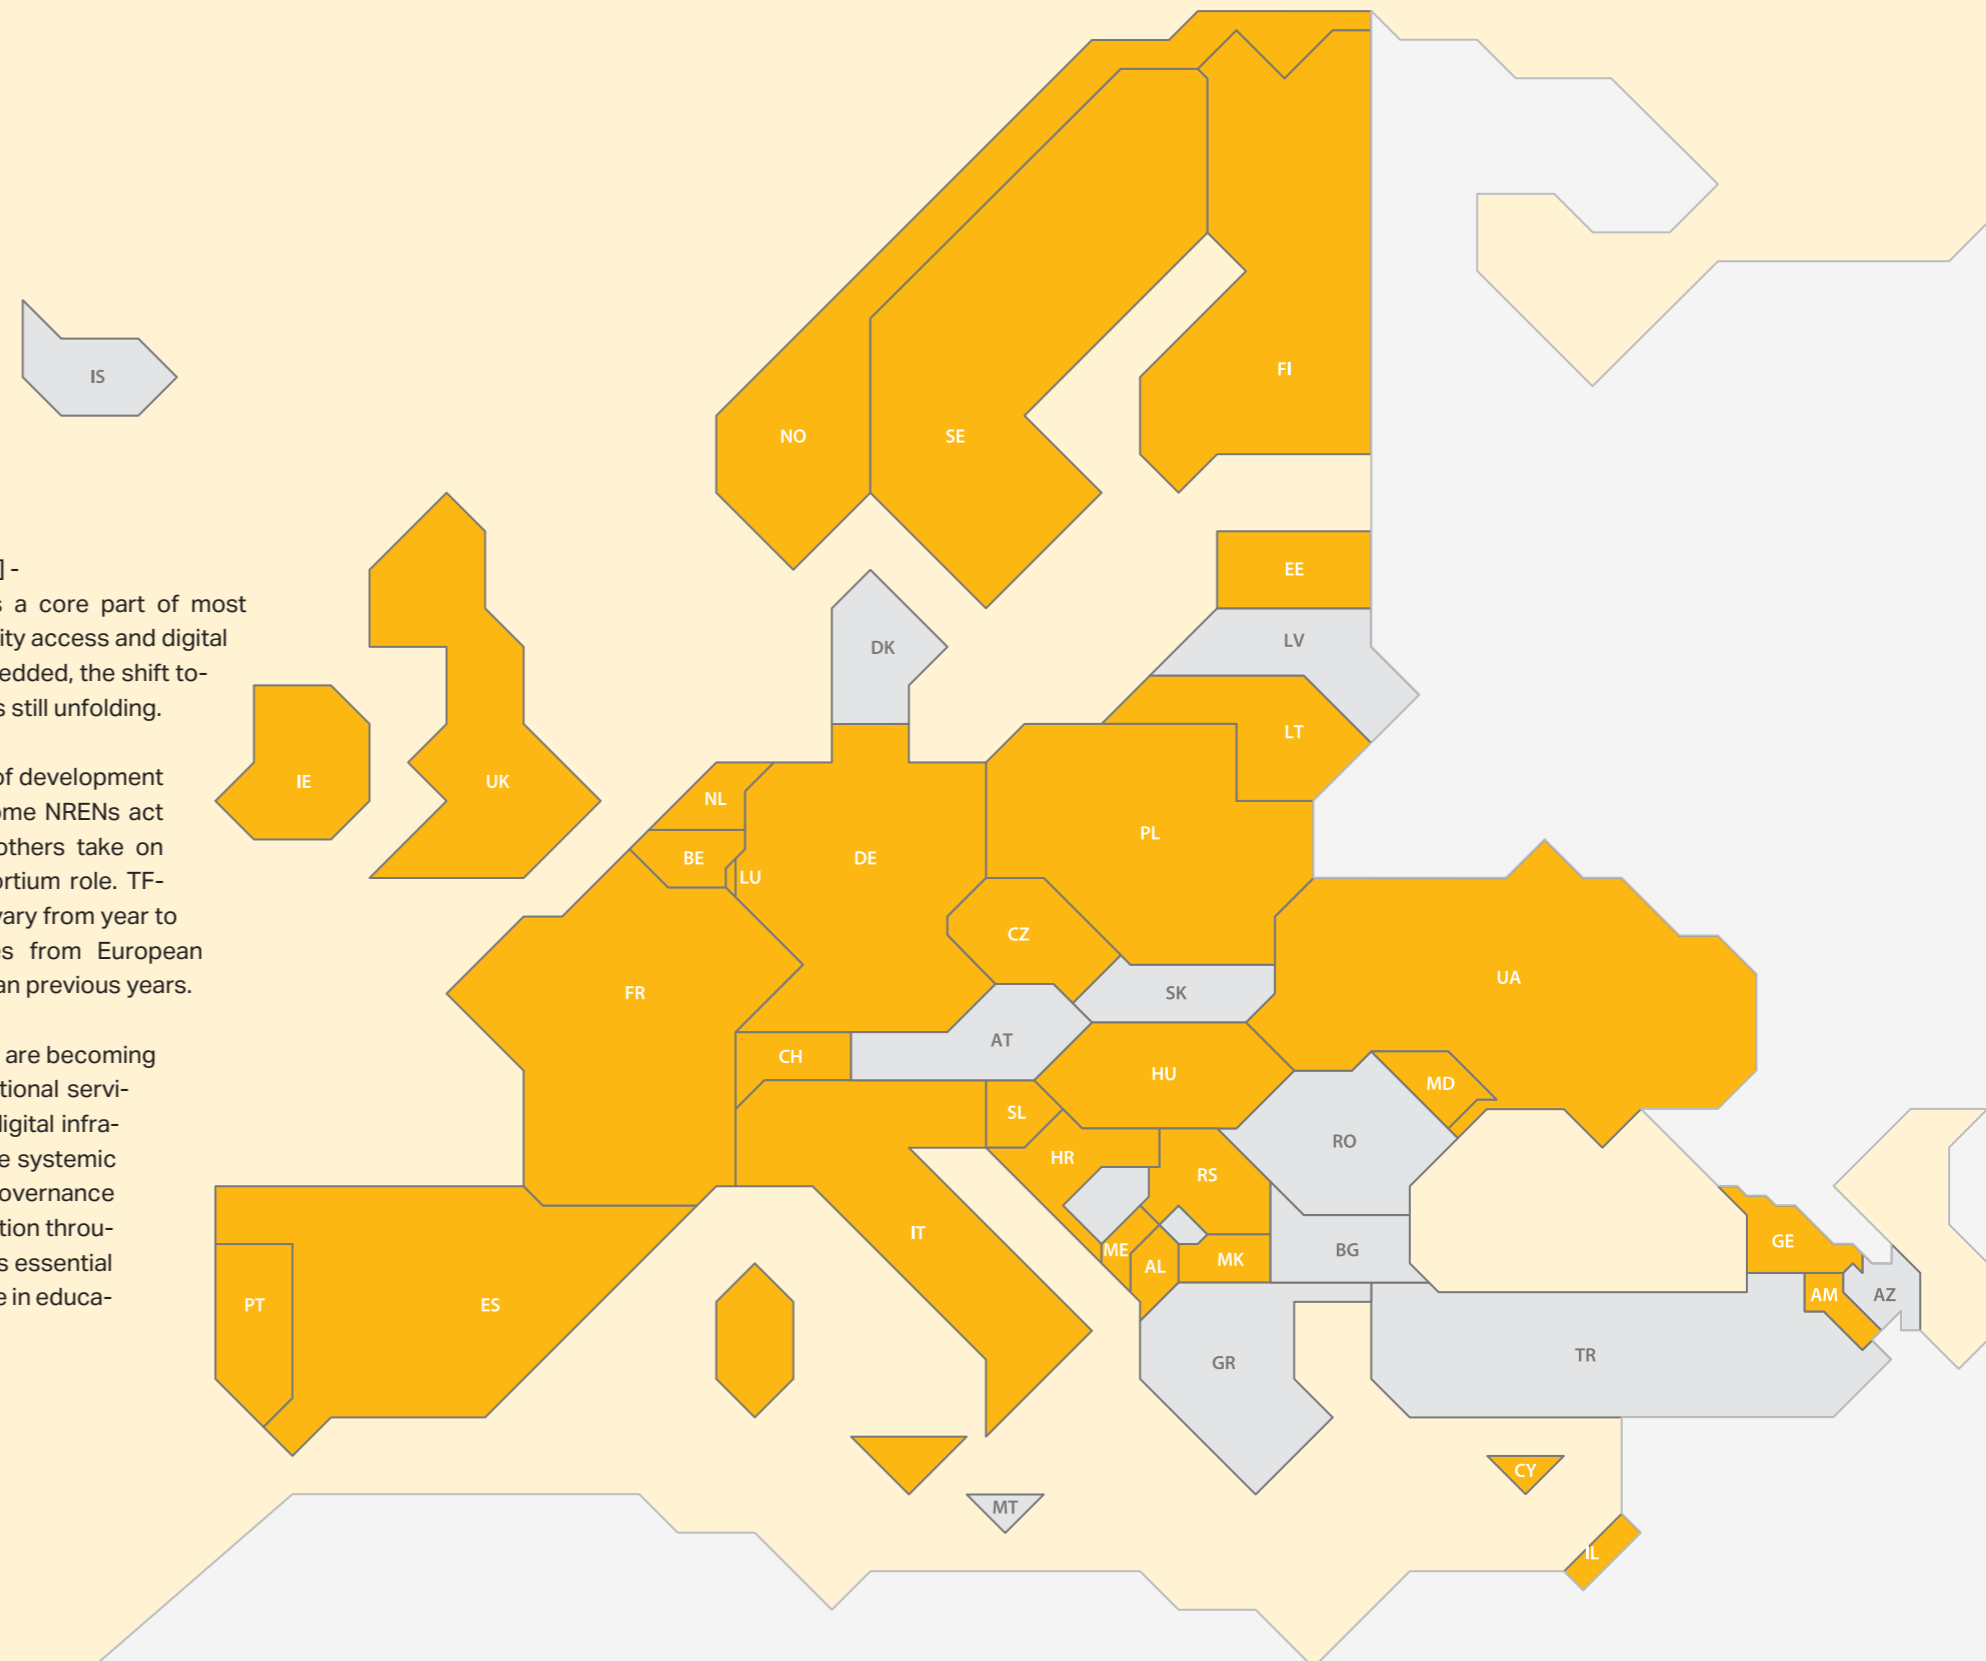 ] -
s a core part of most
ity access and digital
edded, the shift to-
s still unfolding.
of development
ome NRENs act
others take on
ortium role. TF-
vary from year to
es from European
an previous years.
are becoming
tional servi-
digital infra-
e systemic
overnance
tion throu-
s essential
e in educa-
IS
NO
SE
FI
EE
DK
LV
LT
IE
UK
NL
PL
BE
DE
LU
CZ
FR
UA
SK
AT
CH
HU
MD
SL
RO
HR
RS
IT
GE
ME
BG
MK
AL
PT
ES
AM
AZ
TR
GR
CY
MT
IL